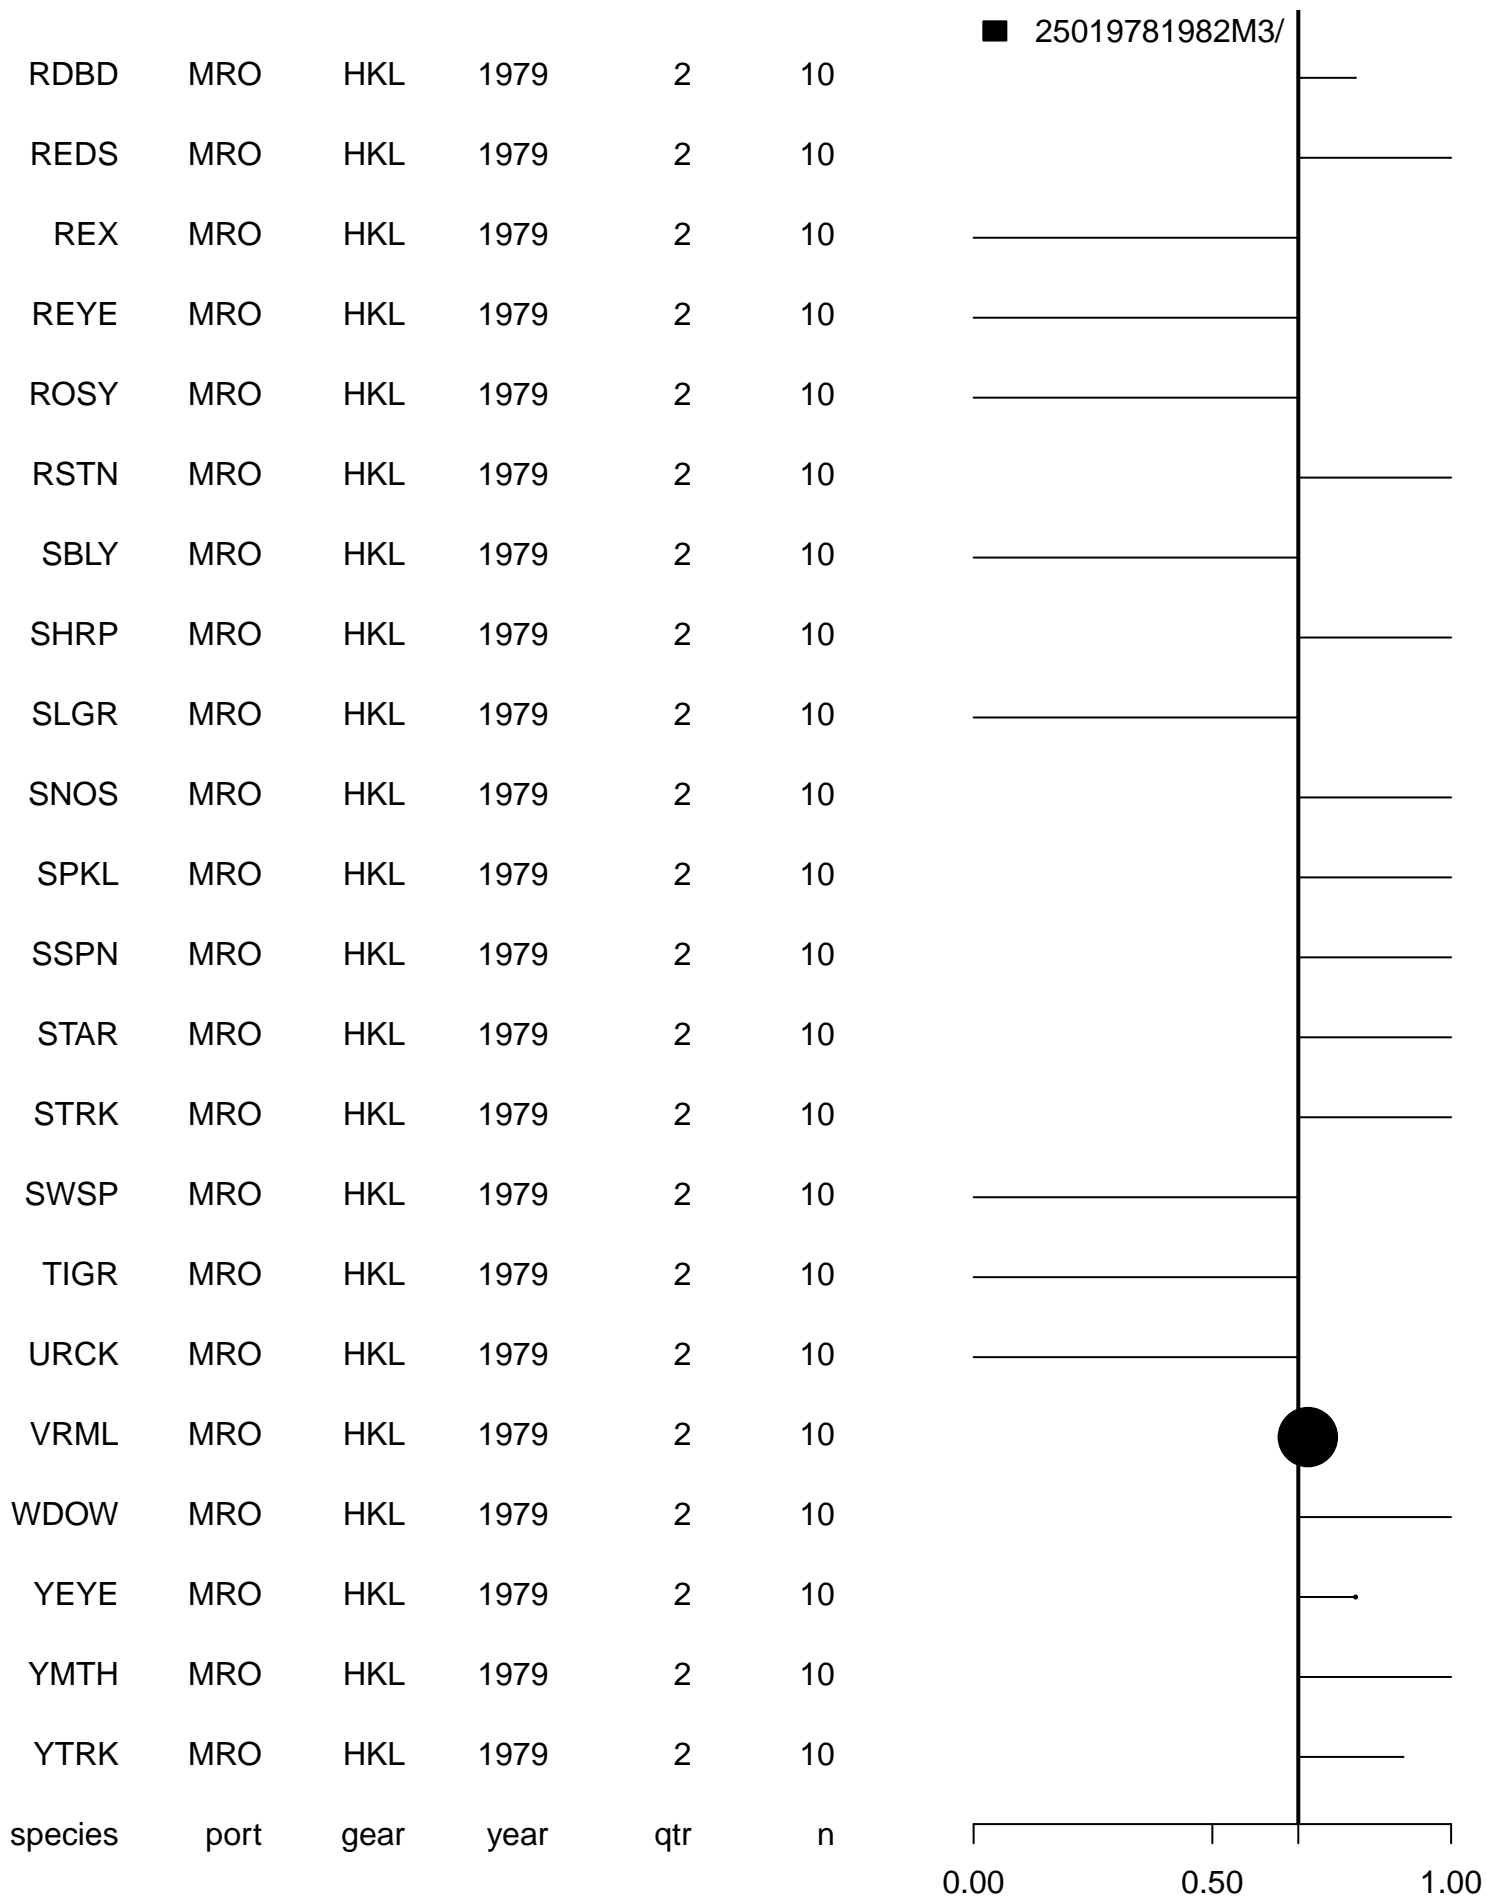 25019781982M3/
RDBD MRO HKL 1979 2 10
REDS MRO HKL 1979 2 10
REX MRO HKL 1979 2 10
REYE MRO HKL 1979 2 10
ROSY MRO HKL 1979 2 10
RSTN MRO HKL 1979 2 10
SBLY MRO HKL 1979 2 10
SHRP MRO HKL 1979 2 10
SLGR MRO HKL 1979 2 10
SNOS MRO HKL 1979 2 10
SPKL MRO HKL 1979 2 10
SSPN MRO HKL 1979 2 10
STAR MRO HKL 1979 2 10
STRK MRO HKL 1979 2 10
SWSP MRO HKL 1979 2 10
TIGR MRO HKL 1979 2 10
URCK MRO HKL 1979 2 10
VRML MRO HKL 1979 2 10
WDOW MRO HKL 1979 2 10
YEYE MRO HKL 1979 2 10
YMTH MRO HKL 1979 2 10
YTRK MRO HKL 1979 2 10
species port gear year qtr n
0.00 0.50 1.00